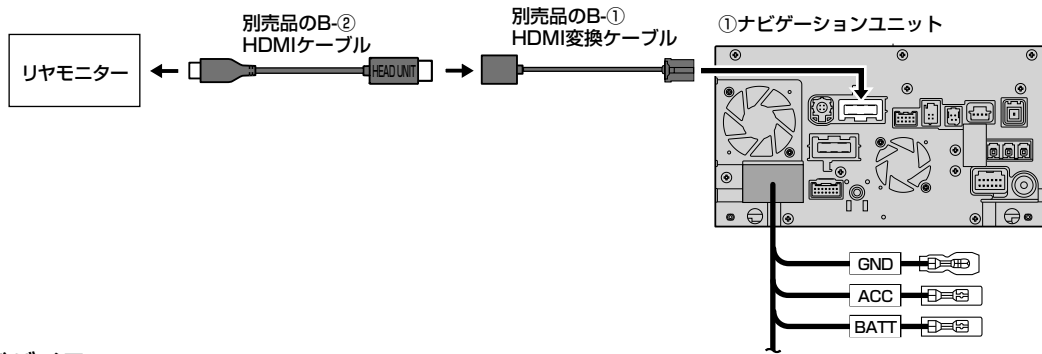 別売品のB-②
HDMIケーブル
別売品のB-①
HDMI変換ケーブル
①ナビゲーションユニット
リヤモニター
HEAD UNIT
GND
ACC
BATT